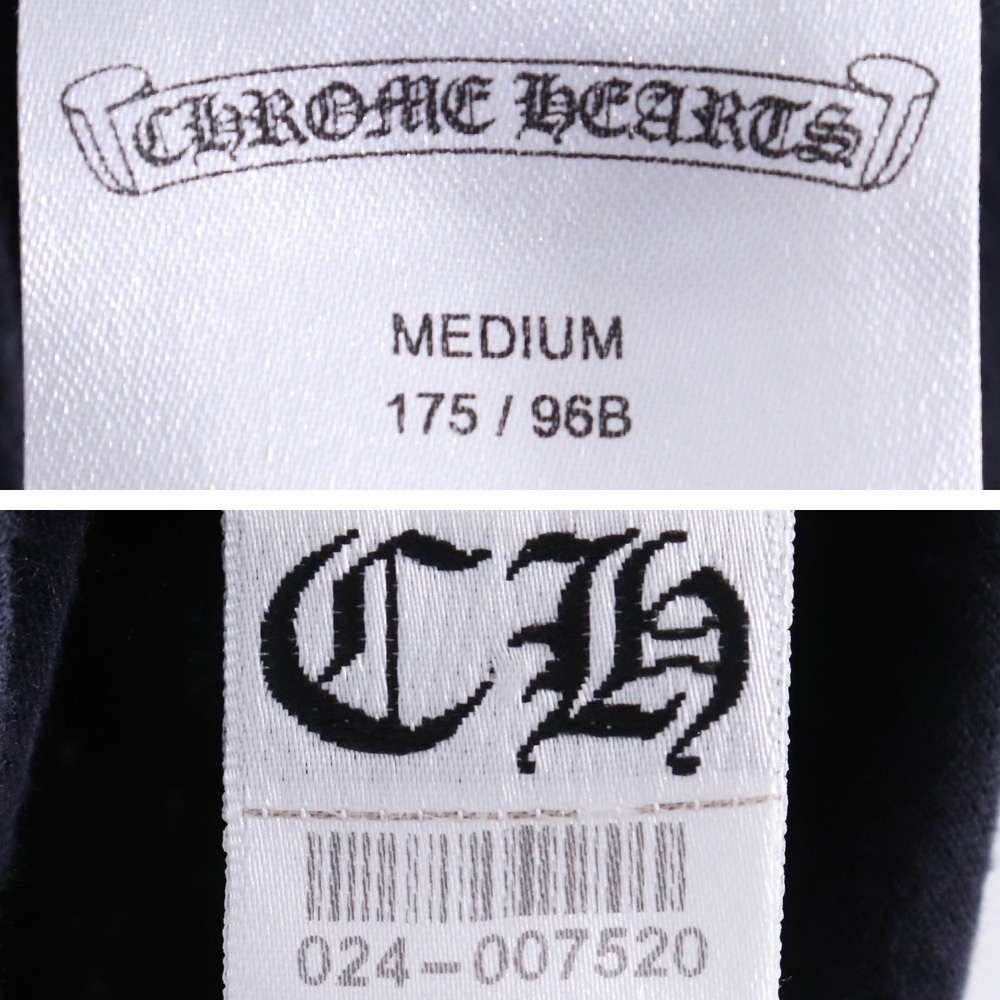 CHROME HEARTS
MEDIUM
175 / 96B
CH
024-007520